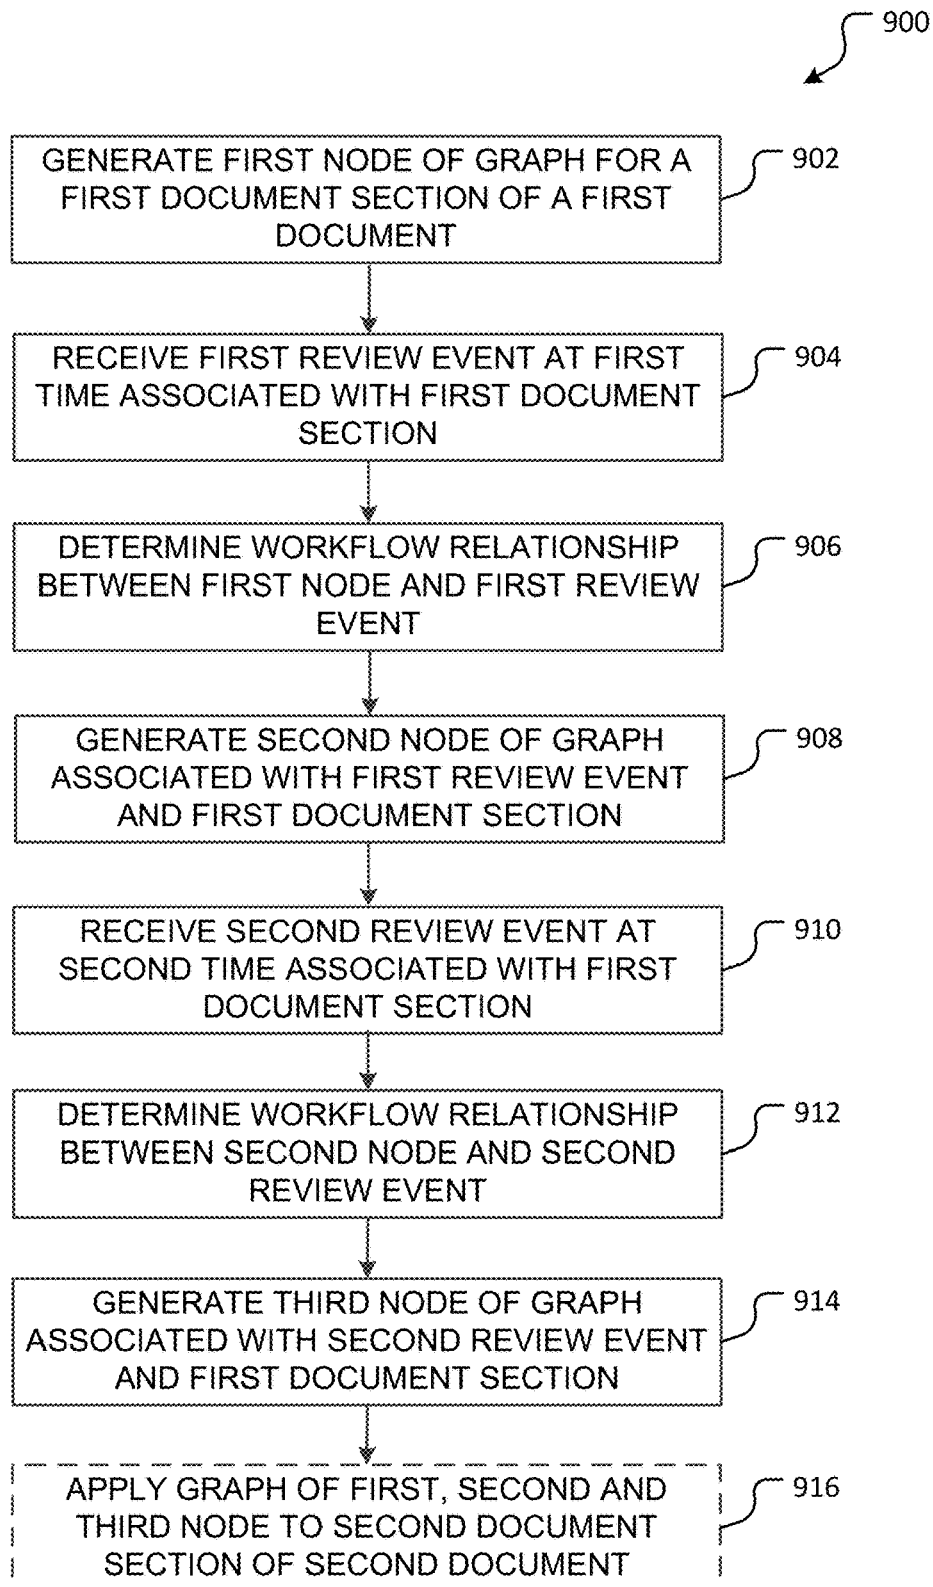 900
GENERATE FIRST NODE OF GRAPH FOR A
FIRST DOCUMENT SECTION OF A FIRST
DOCUMENT
902
RECEIVE FIRST REVIEW EVENT AT FIRST
TIME ASSOCIATED WITH FIRST DOCUMENT
SECTION
904
DETERMINE WORKFLOW RELATIONSHIP
BETWEEN FIRST NODE AND FIRST REVIEW
EVENT
906
GENERATE SECOND NODE OF GRAPH
ASSOCIATED WITH FIRST REVIEW EVENT
AND FIRST DOCUMENT SECTION
908
RECEIVE SECOND REVIEW EVENT AT
SECOND TIME ASSOCIATED WITH FIRST
DOCUMENT SECTION
910
DETERMINE WORKFLOW RELATIONSHIP
BETWEEN SECOND NODE AND SECOND
REVIEW EVENT
912
GENERATE THIRD NODE OF GRAPH
ASSOCIATED WITH SECOND REVIEW EVENT
AND FIRST DOCUMENT SECTION
914
APPLY GRAPH OF FIRST, SECOND AND
THIRD NODE TO SECOND DOCUMENT
SECTION OF SECOND DOCUMENT
916